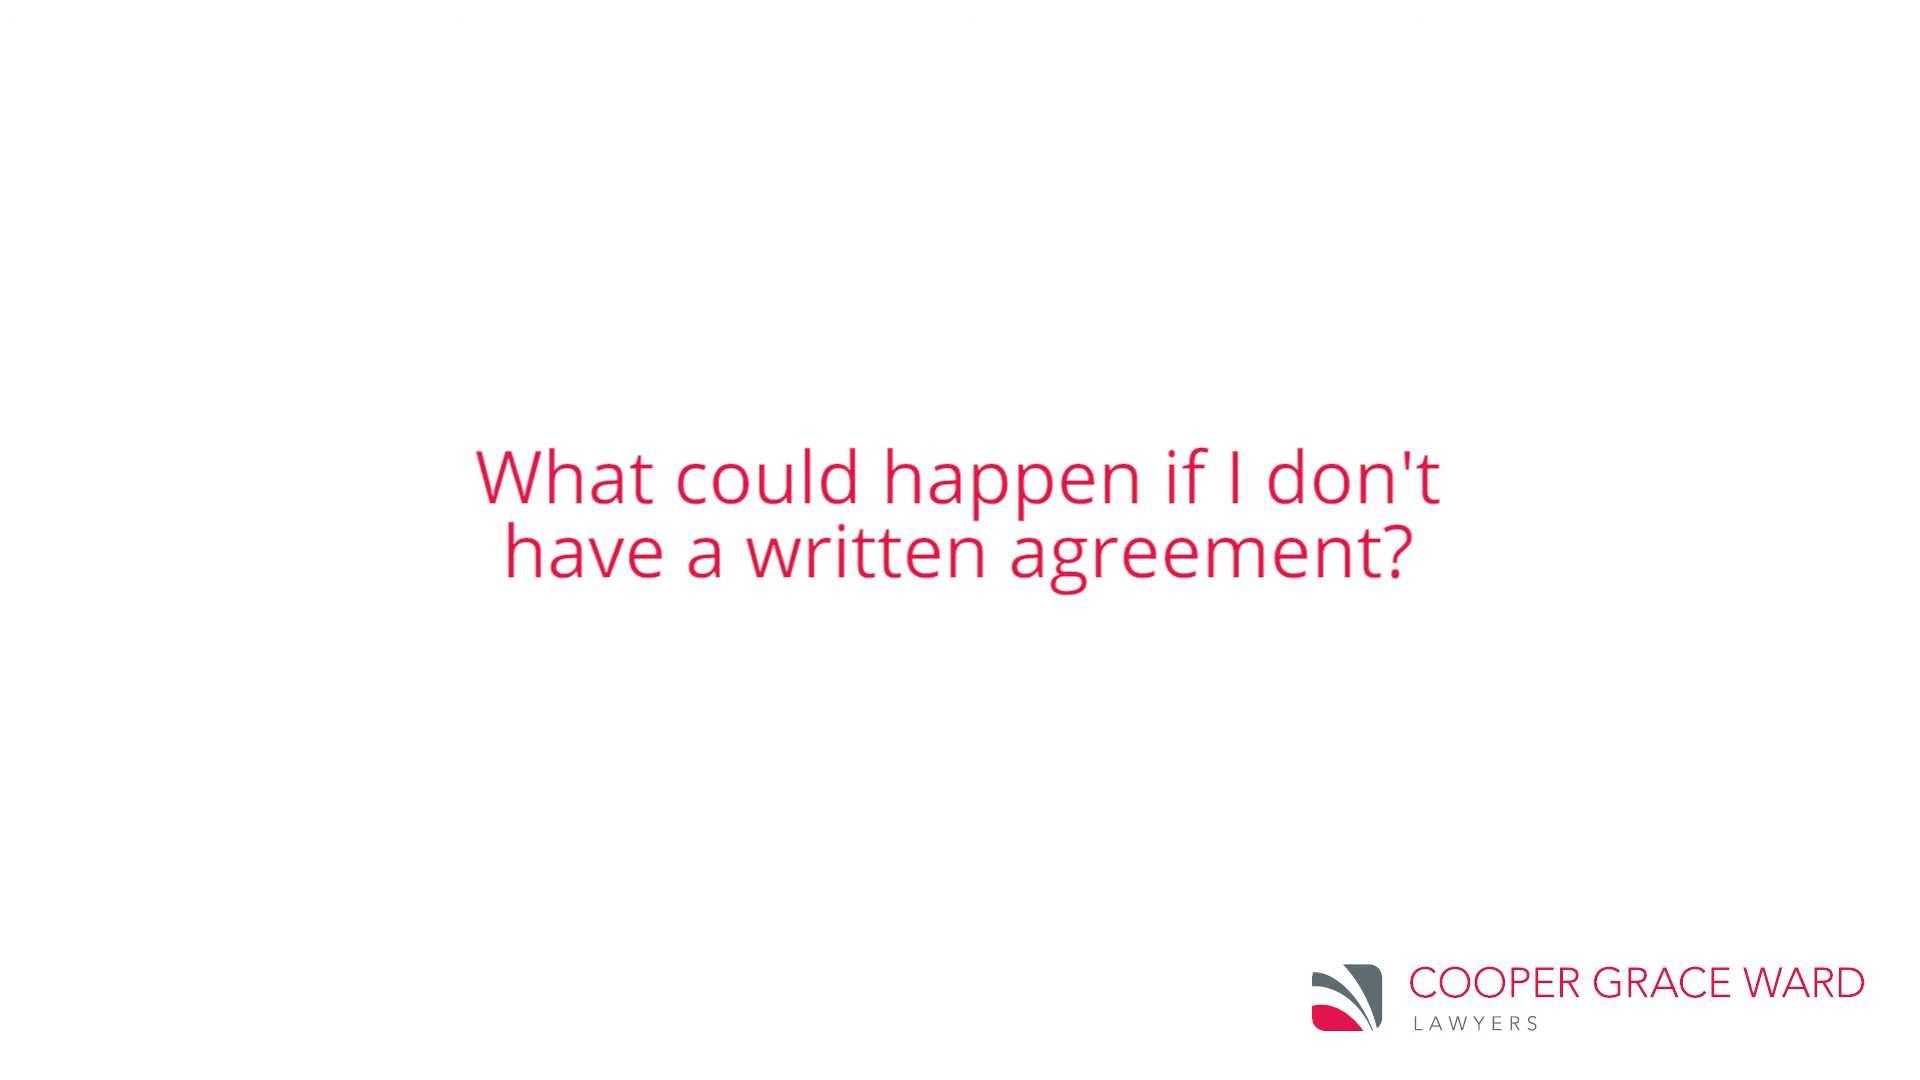 What could happen if I don't
have a written agreement?
COOPER GRACE WARD
LAWYERS